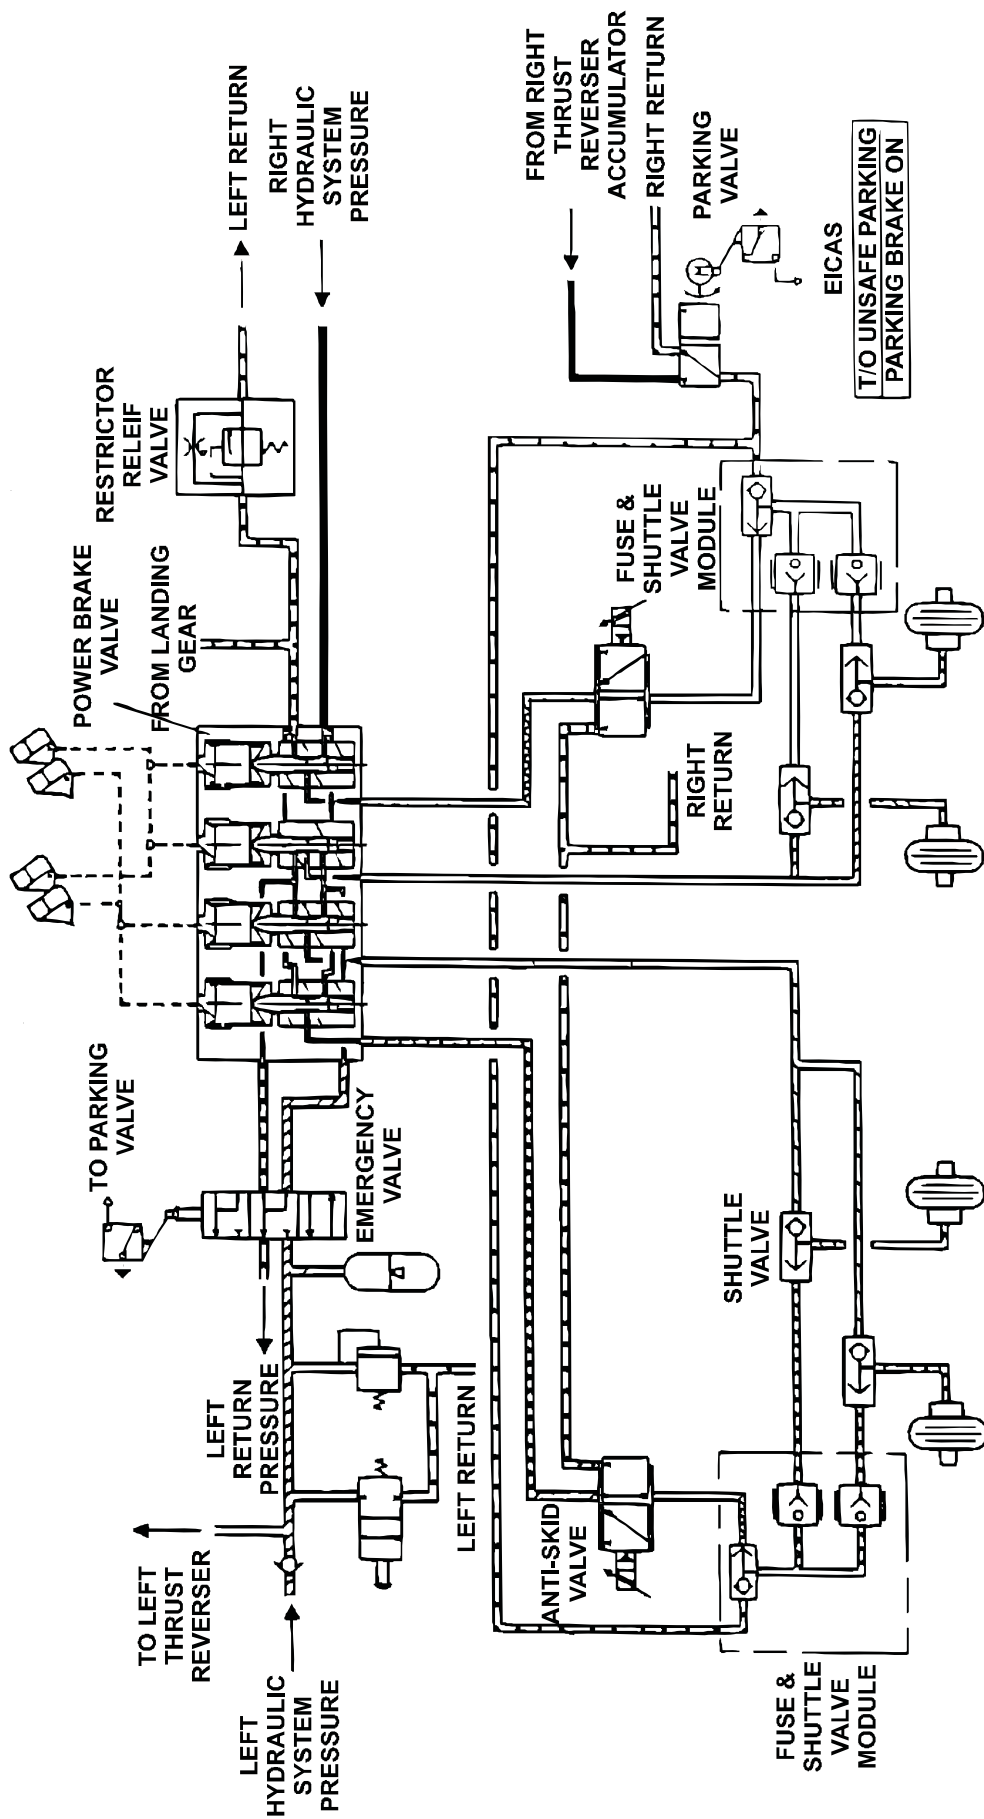 LEFT
HYDRAULIC
SYSTEM
PRESSURE
TO LEFT
THRUST
REVERSER
LEFT
RETURN
PRESSURE
LEFT RETURN
TO PARKING
VALVE
EMERGENCY
VALVE
POWER BRAKE
VALVE
FROM LANDING
GEAR
RESTRICTOR
RELEIF
VALVE
LEFT RETURN
RIGHT
HYDRAULIC
SYSTEM
PRESSURE
FUSE &
SHUTTLE
VALVE
MODULE
ANTI-SKID
VALVE
SHUTTLE
VALVE
RIGHT
RETURN
FUSE &
SHUTTLE
VALVE
MODULE
FROM RIGHT
THRUST
REVERSER
ACCUMULATOR
RIGHT RETURN
PARKING
VALVE
M
EICAS
T/O UNSAFE PARKING
PARKING BRAKE ON